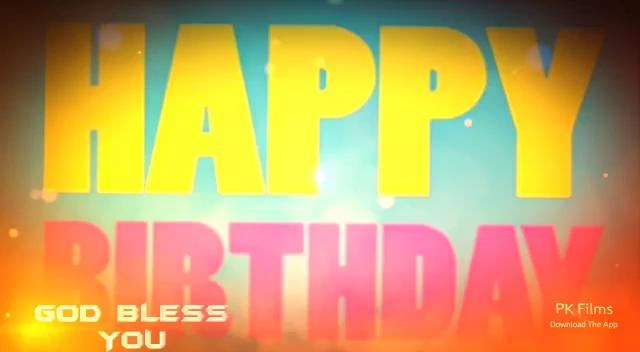 HAPPY
BIRTHDAY
GOD BLESS
YOU
PK Films
Download The App